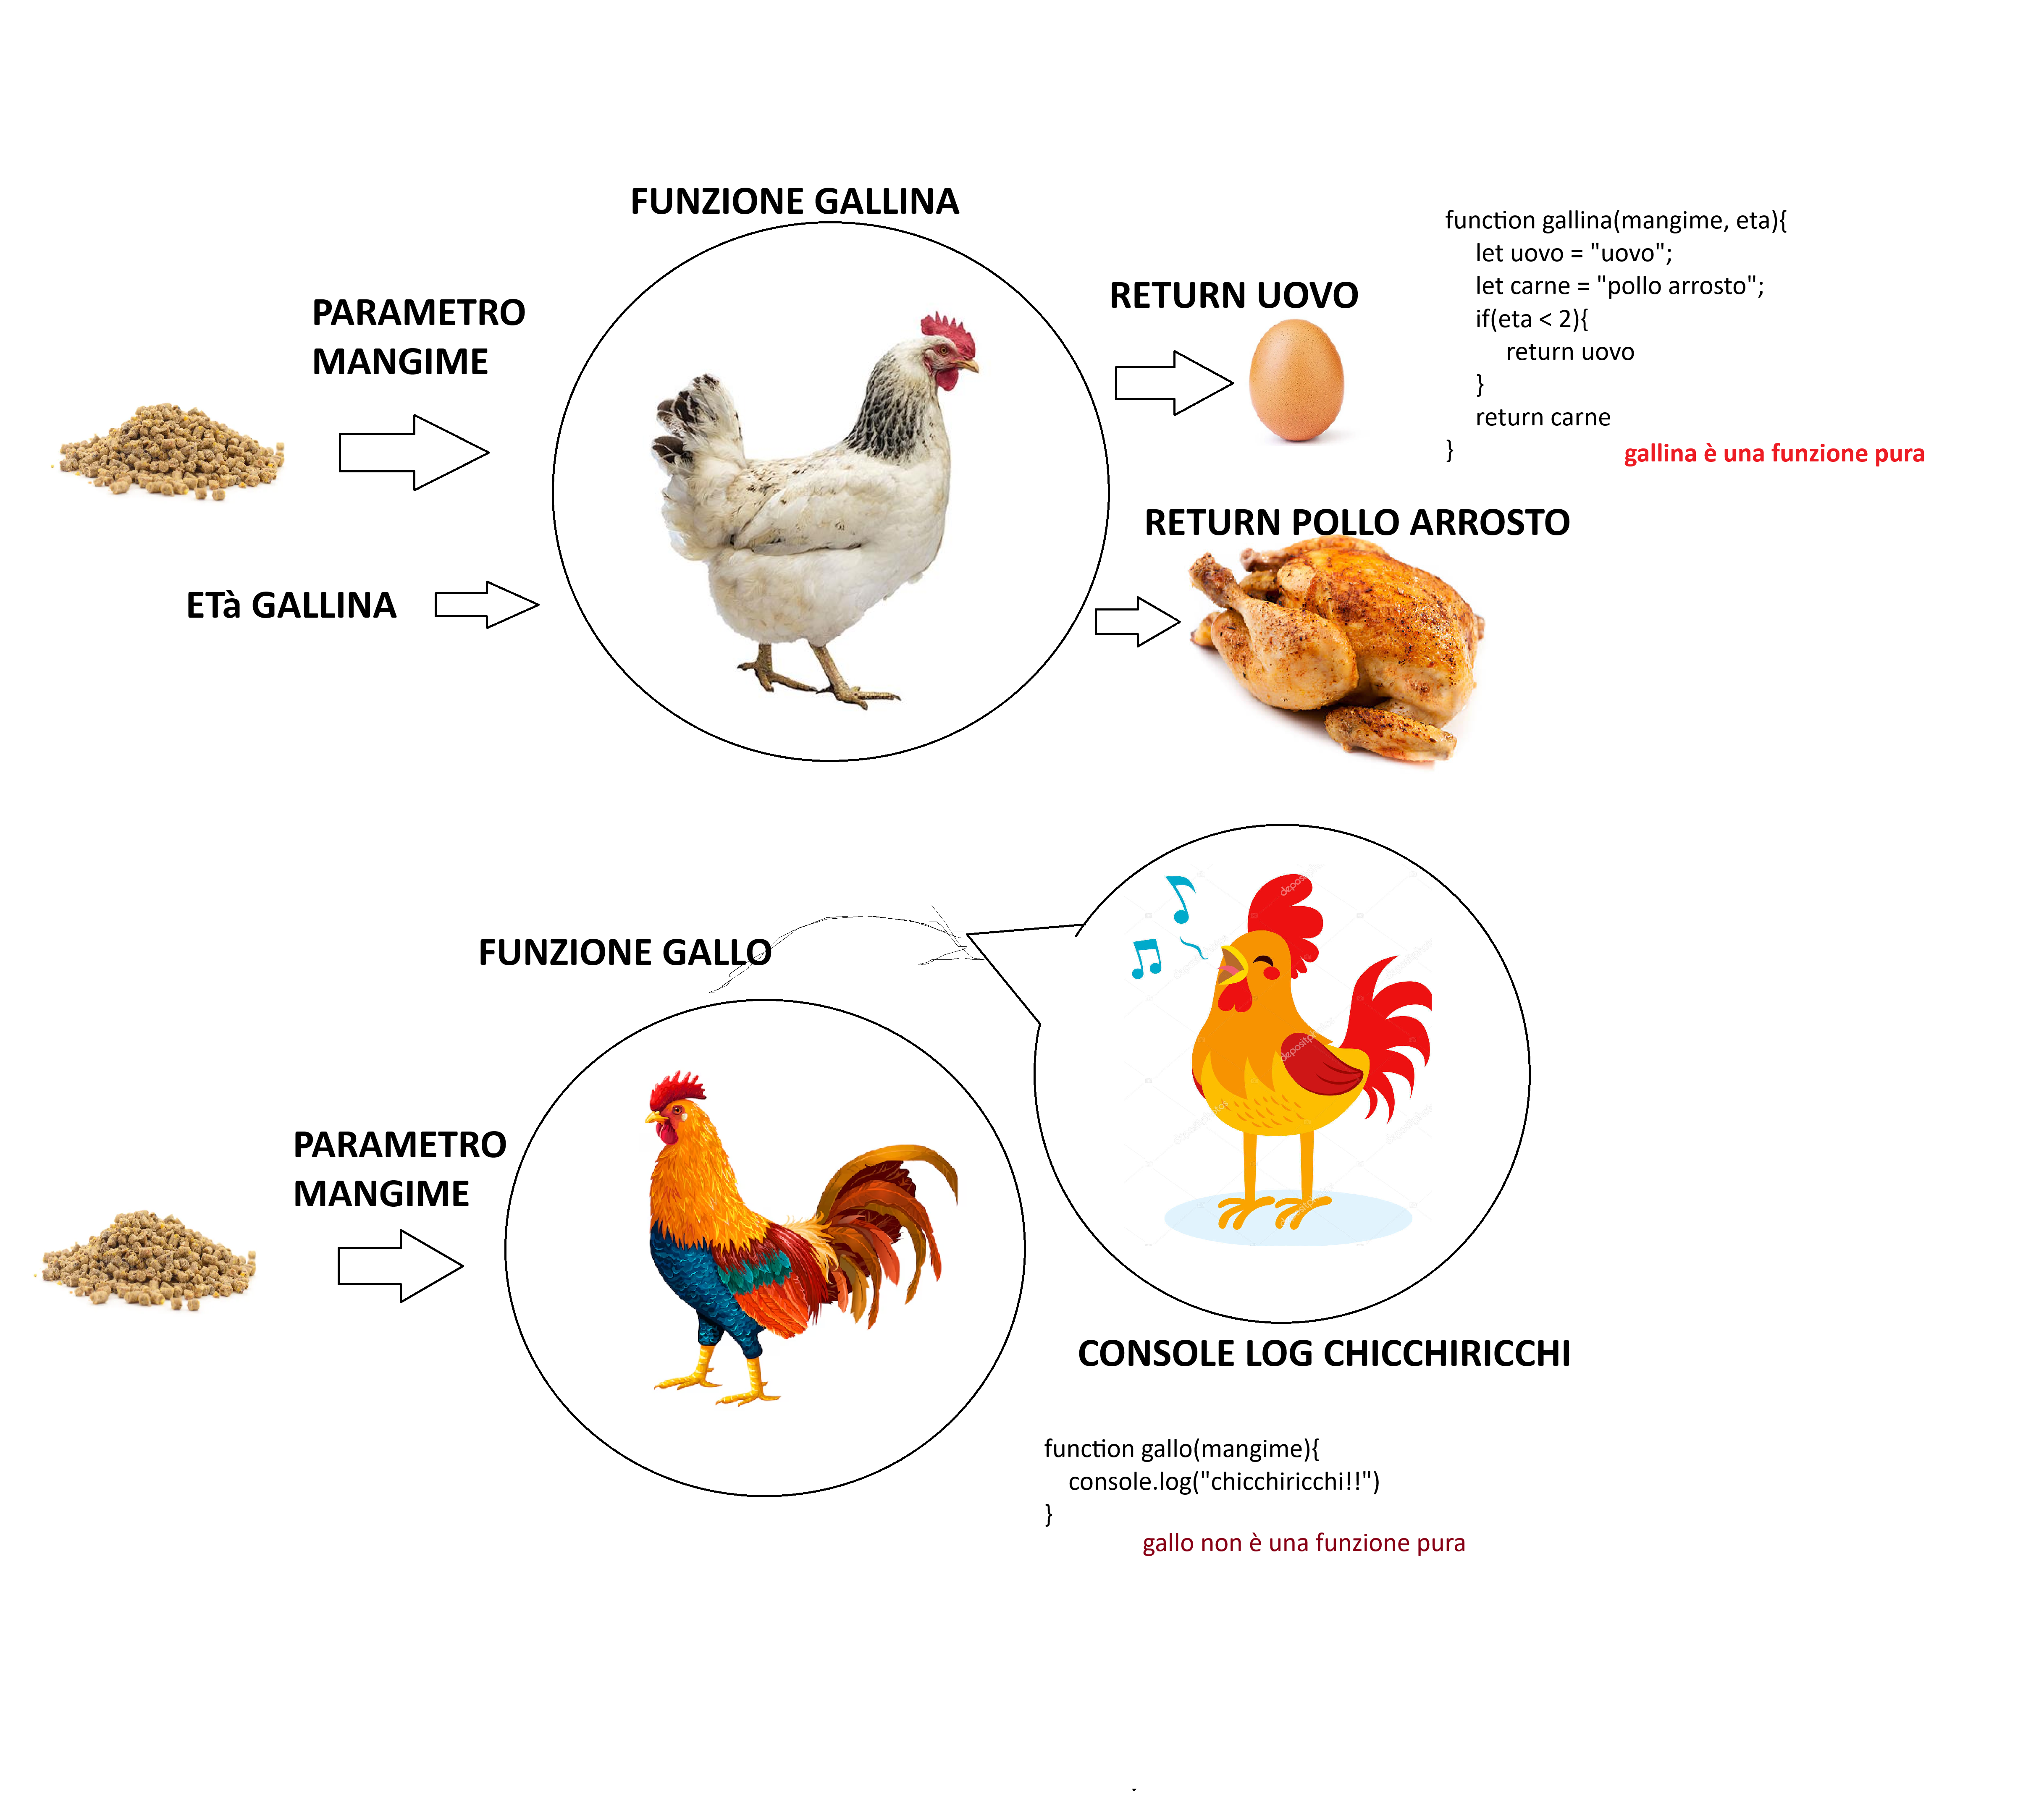 FUNZIONE GALLINA
PARAMETRO
MANGIME
ETà GALLINA
RETURN UOVO
RETURN POLLO ARROSTO
function gallina(mangime, eta){
let uovo = "uovo";
let carne = "pollo arrosto";
if(eta < 2){
return uovo
}
return carne
}
gallina è una funzione pura
FUNZIONE GALLO
PARAMETRO
MANGIME
CONSOLE LOG CHICCHIRICCHI
function gallo(mangime){
console.log("chicchiricchi!!")
}
gallo non è una funzione pura